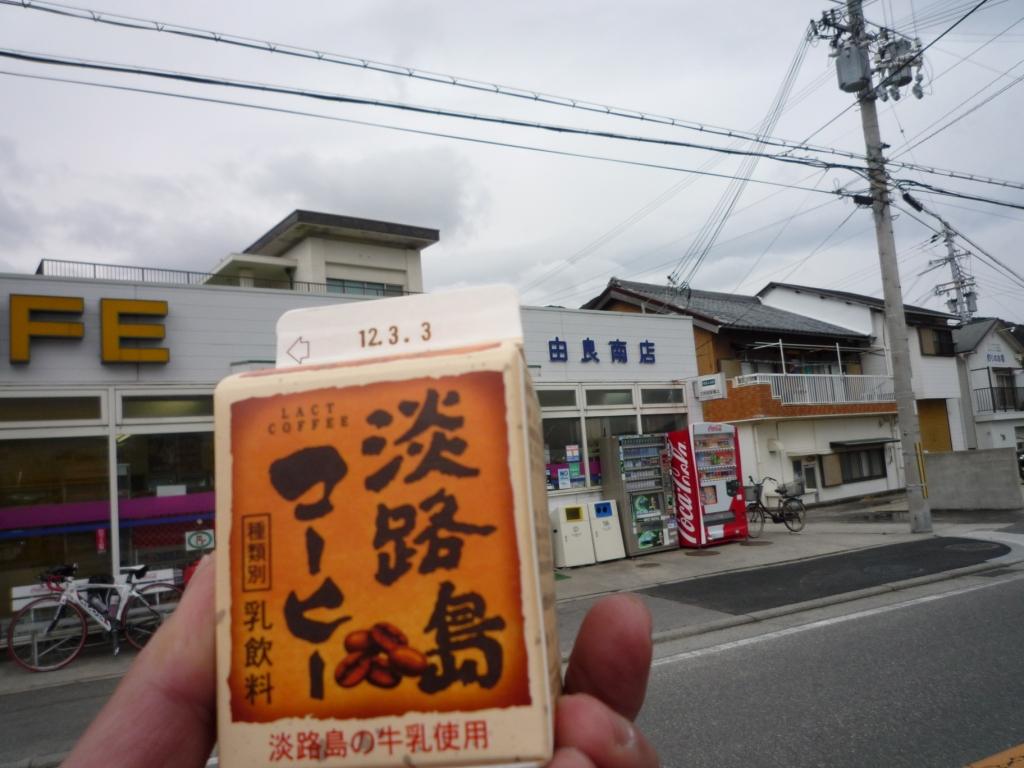 FE
由良南店
12.3.3
LACT
COFFEE
淡路島
コーヒー
種類別
乳飲料
淡路島の牛乳使用
Coca-Cola